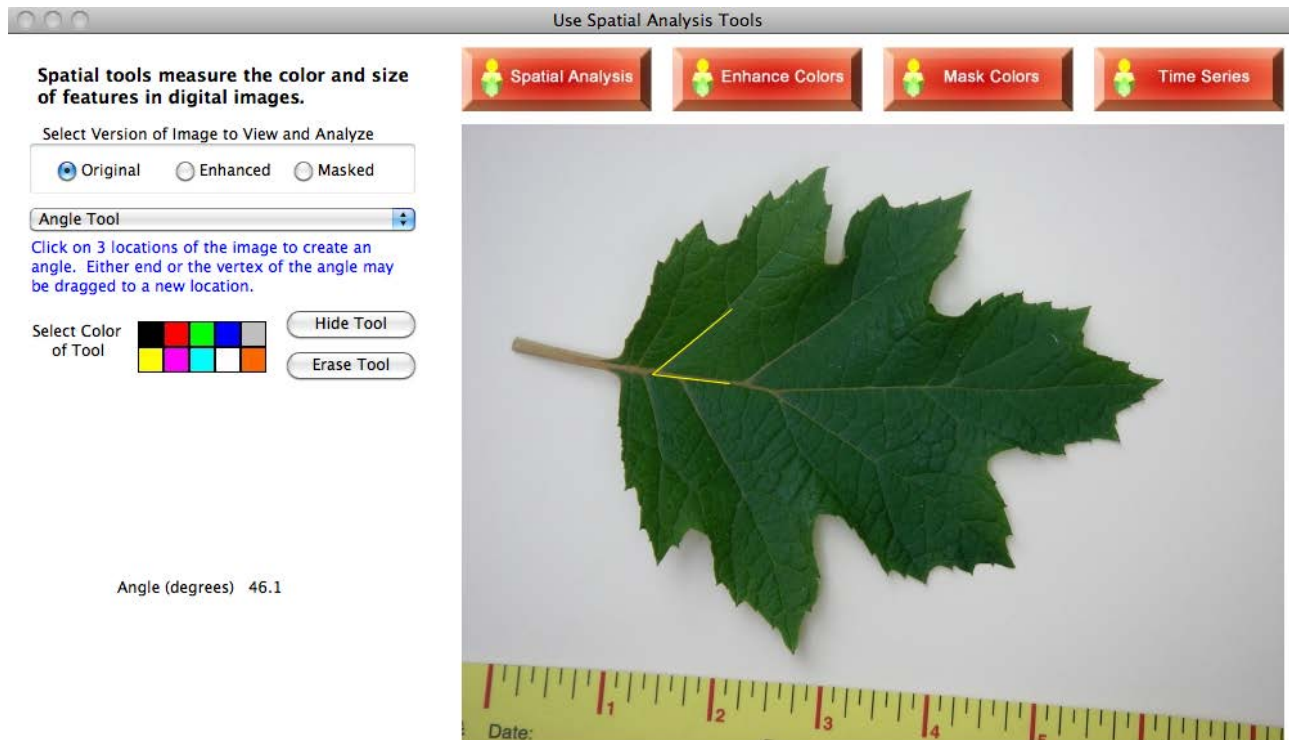 Use Spatial Analysis Tools
Spatial tools measure the color and size
of features in digital images.
Select Version of Image to View and Analyze
Original Enhanced Masked
Angle Tool
Click on 3 locations of the image to create an
angle. Either end or the vertex of the angle may
be dragged to a new location.
Select Color
of Tool
Hide Tool
Erase Tool
Angle (degrees) 46.1
Spatial Analysis Enhance Colors Mask Colors Time Series
1 2 3 4
Date: